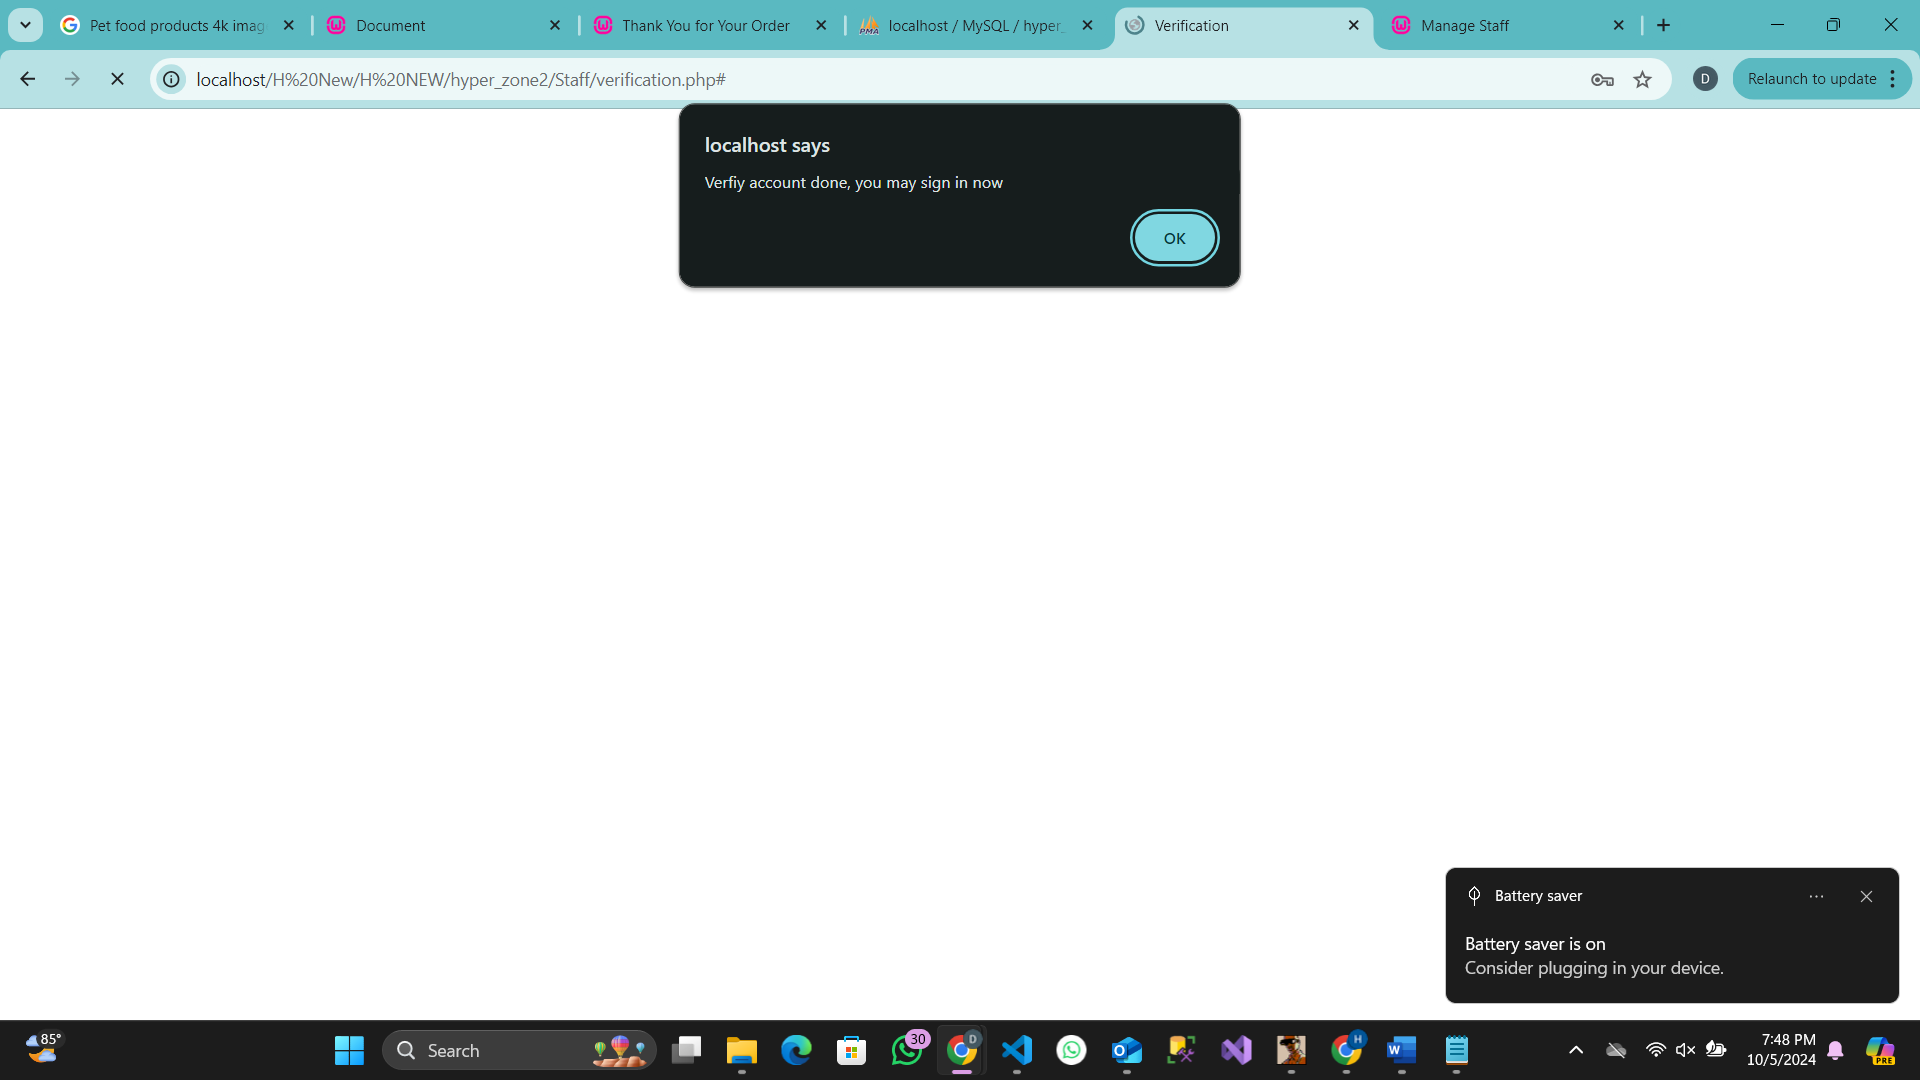 Pet food products 4k imag
Document
Thank You for Your Order
localhost / MySQL / hyper_
Verification
Manage Staff
localhost/H%20New/H%20NEW/hyper_zone2/Staff/verification.php#
D
Relaunch to update
localhost says
Verfiy account done, you may sign in now
OK
Battery saver
Battery saver is on
Consider plugging in your device.
85°
Search
30
D
H
7:48 PM
10/5/2024
PRE